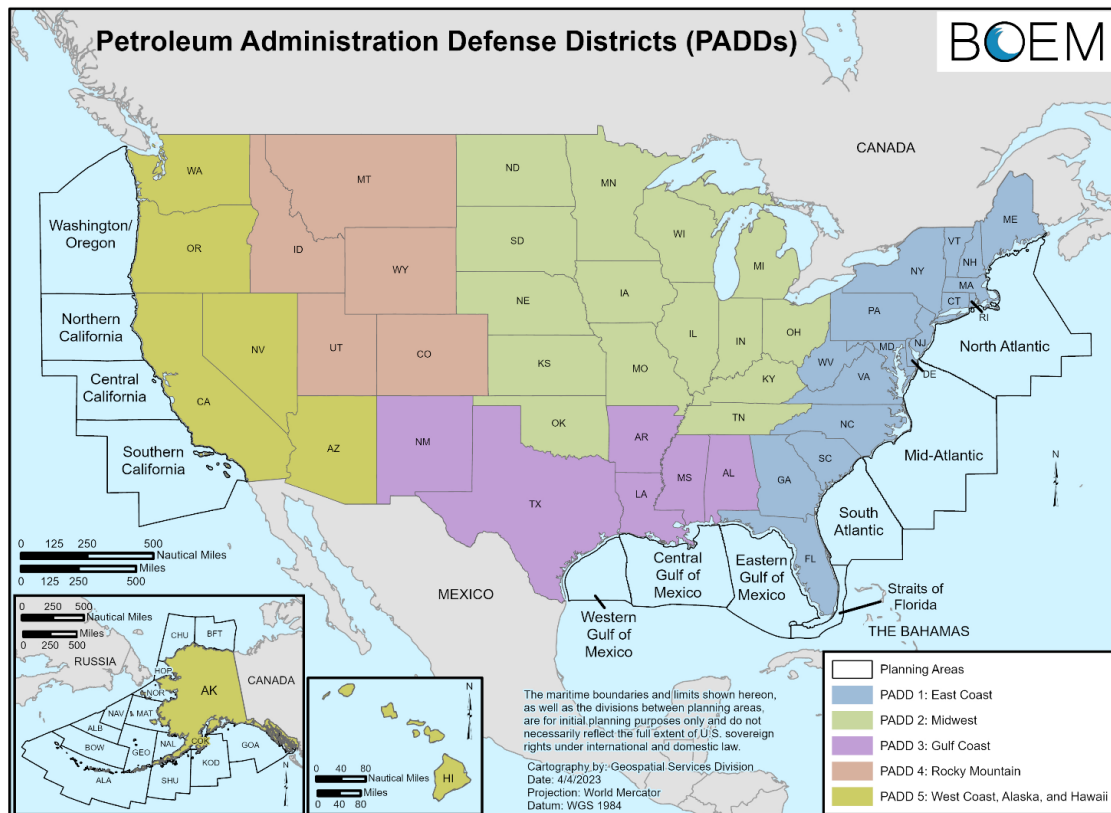 Petroleum Administration Defense Districts (PADDs)
BOEM
CANADA
WA
MT
ND
MN
ME
Washington/
Oregon
OR
ID
SD
WI
MI
VT
NH
NY
WY
MA
CT
RI
NE
IA
PA
Northern
California
NV
UT
CO
IL
IN
OH
NJ
MD
DE
North Atlantic
KS
MO
WV
VA
KY
Central
California
CA
OK
TN
NC
Mid-Atlantic
AZ
NM
AR
SC
Southern
California
MS
AL
GA
LA
TX
South
Atlantic
N
0 125 250 500
Nautical Miles
Miles
0 125 250 500
FL
Central
Gulf of
Mexico
Eastern
Gulf of
Mexico
MEXICO
Western
Gulf of
Mexico
Straits of
Florida
THE BAHAMAS
0 250 500
Nautical Miles
Miles
0 250 500
RUSSIA
CHU
BFT
CANADA
HOP
NOR
AK
NAV
MAT
ALB
BOW
GEO
NAL
COK
GOA
ALA
SHU
KOD
N
N
0 40 80
Nautical Miles
Miles
0 40 80
HI
The maritime boundaries and limits shown hereon,
as well as the divisions between planning areas,
are for initial planning purposes only and do not
necessarily reflect the full extent of U.S. sovereign
rights under international and domestic law.
Cartography by: Geospatial Services Division
Date: 4/4/2023
Projection: World Mercator
Datum: WGS 1984
Planning Areas
PADD 1: East Coast
PADD 2: Midwest
PADD 3: Gulf Coast
PADD 4: Rocky Mountain
PADD 5: West Coast, Alaska, and Hawaii